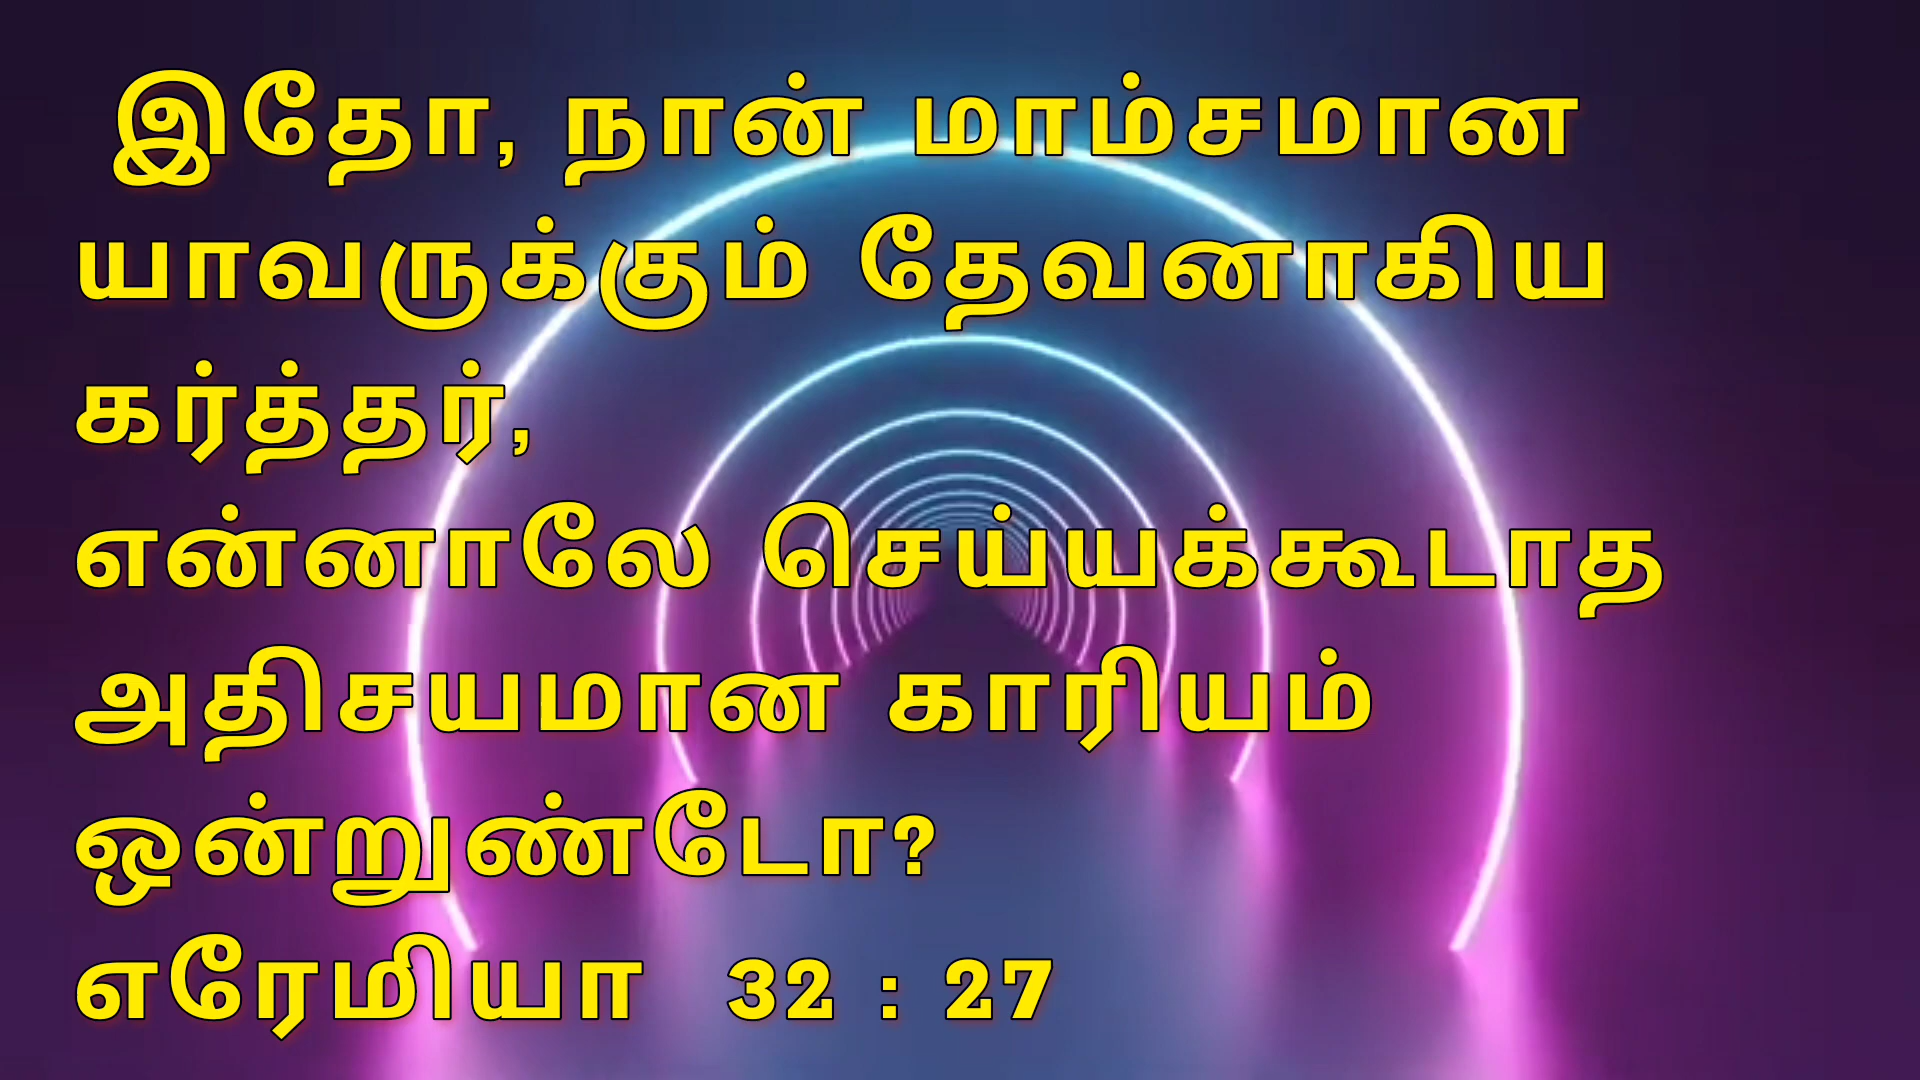 இதோ, நான் மாம்சமான
யாவருக்கும் தேவனாகிய
கர்த்தர்,
என்னாலே செய்யக்கூடாத
அதிசயமான காரியம்
ஒன்றுண்டோ?
எரேமியா 32 : 27